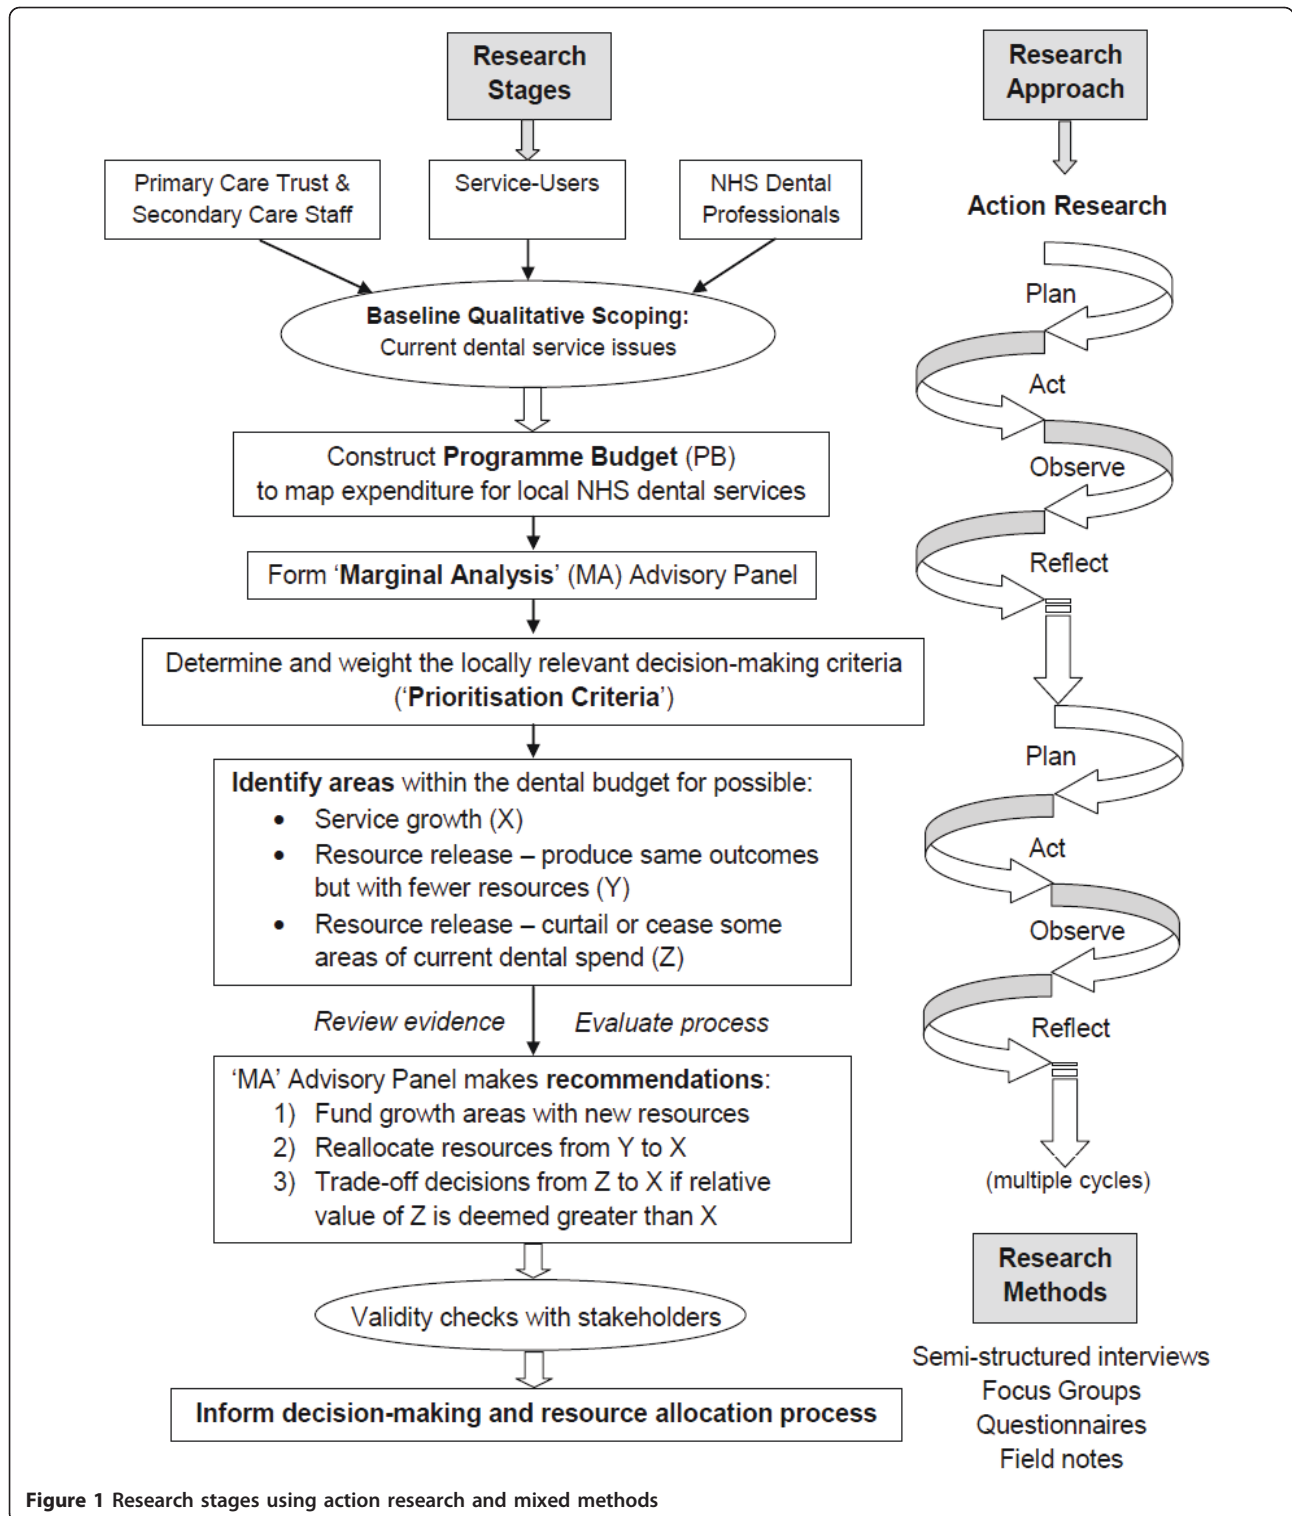 Research
Stages
Primary Care Trust &
Secondary Care Staff
Service-Users
NHS Dental
Professionals
Baseline Qualitative Scoping:
Current dental service issues
Construct Programme Budget (PB)
to map expenditure for local NHS dental services
Form ‘Marginal Analysis’ (MA) Advisory Panel
Determine and weight the locally relevant decision-making criteria
(‘Prioritisation Criteria’)
Identify areas within the dental budget for possible:
• Service growth (X)
• Resource release – produce same outcomes
but with fewer resources (Y)
• Resource release – curtail or cease some
areas of current dental spend (Z)
Review evidence
Evaluate process
‘MA’ Advisory Panel makes recommendations:
1) Fund growth areas with new resources
2) Reallocate resources from Y to X
3) Trade-off decisions from Z to X if relative
value of Z is deemed greater than X
Validity checks with stakeholders
Inform decision-making and resource allocation process
Research
Approach
Action Research
Plan
Act
Observe
Reflect
Plan
Act
Observe
Reflect
(multiple cycles)
Research
Methods
Semi-structured interviews
Focus Groups
Questionnaires
Field notes
Figure 1 Research stages using action research and mixed methods